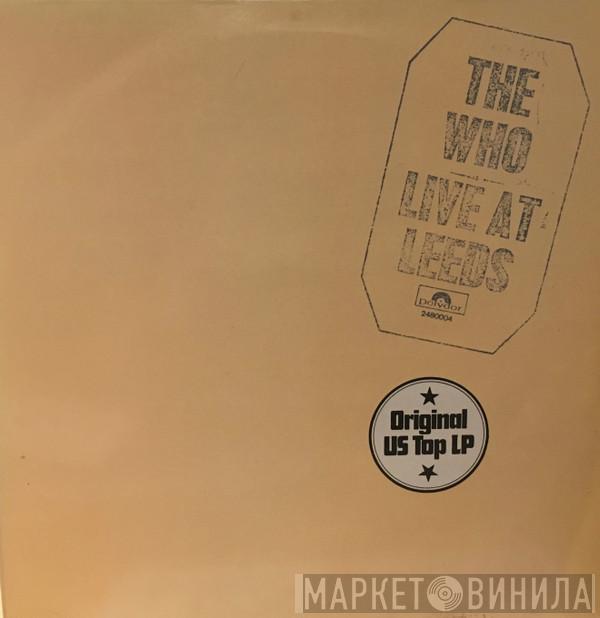 THE
WHO
LIVE AT
LEEDS
polydor
2480004
Original
US Top LP
МАРКЕТ ВИНИЛА